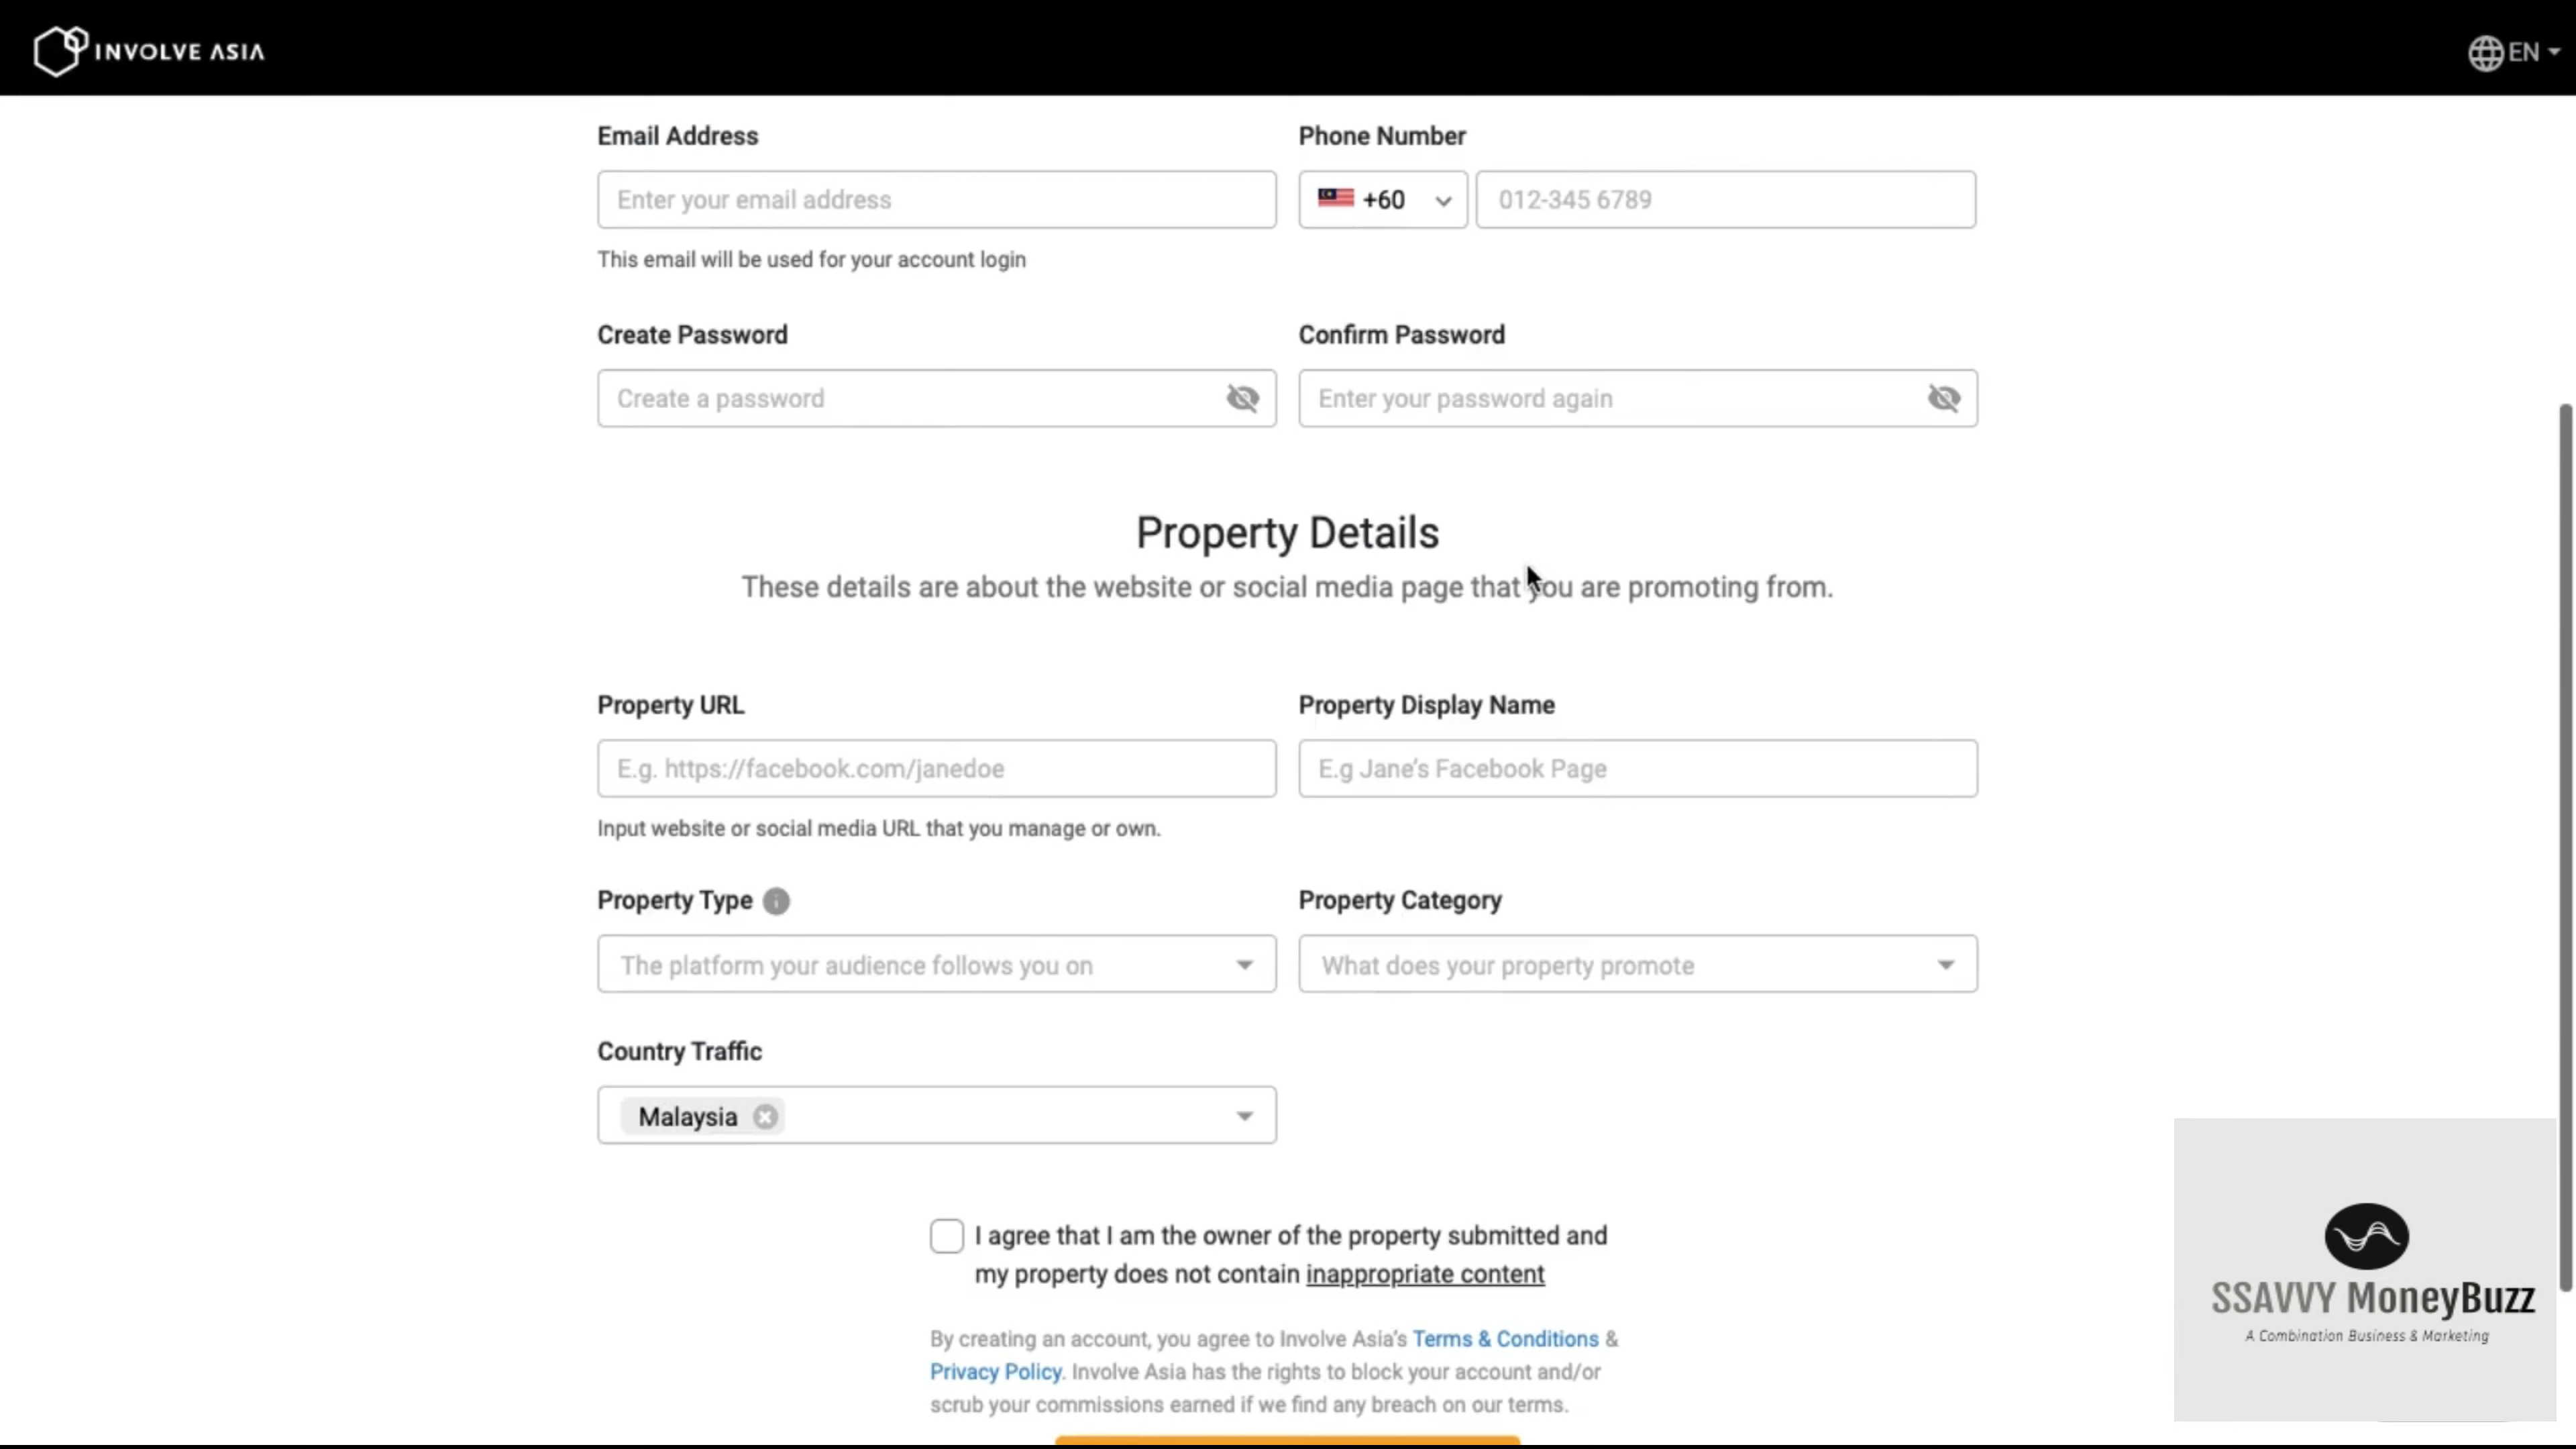 INVOLVE ASIA
EN
Email Address
Phone Number
Enter your email address
+60
012-345 6789
This email will be used for your account login
Create Password
Confirm Password
Create a password
Enter your password again
Property Details
These details are about the website or social media page that you are promoting from.
Property URL
Property Display Name
E.g. https://facebook.com/janedoe
E.g Jane's Facebook Page
Input website or social media URL that you manage or own.
Property Type
Property Category
The platform your audience follows you on
What does your property promote
Country Traffic
Malaysia
I agree that I am the owner of the property submitted and
my property does not contain inappropriate content
By creating an account, you agree to Involve Asia's Terms & Conditions &
Privacy Policy. Involve Asia has the rights to block your account and/or
scrub your commissions earned if we find any breach on our terms.
SSAVVY MoneyBuzz
A Combination Business & Marketing